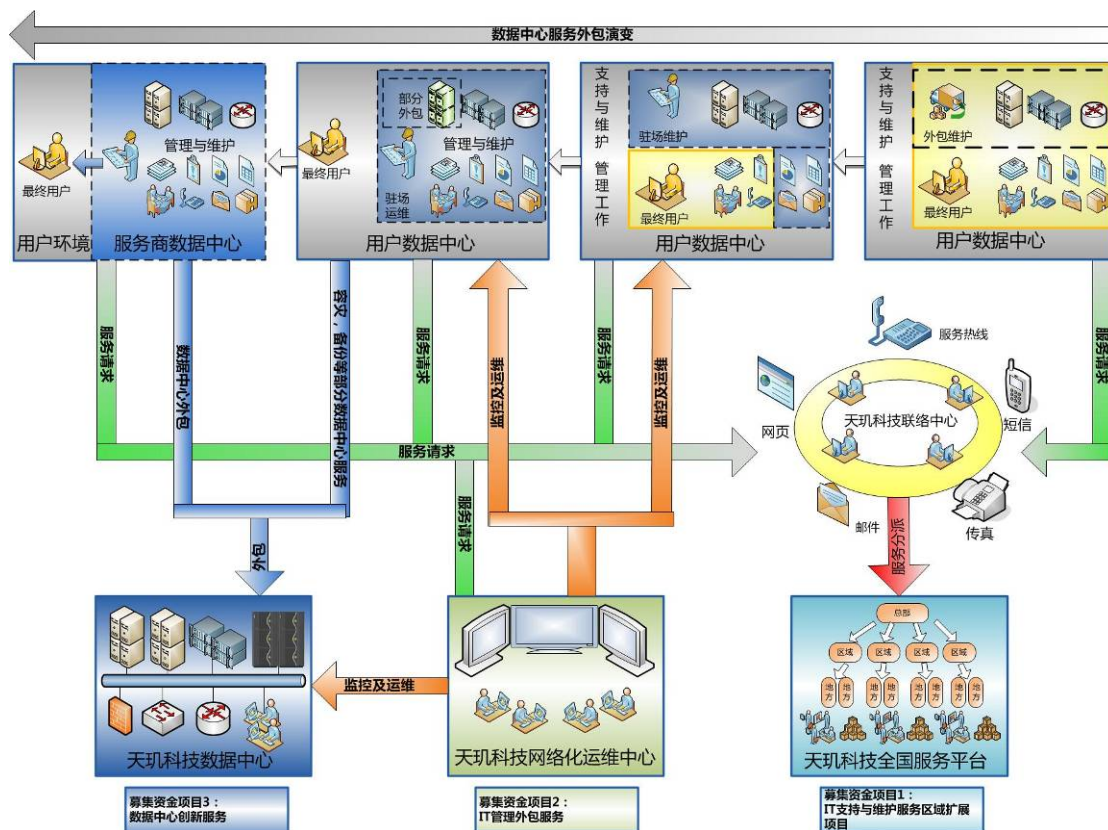 数据中心服务外包演变
最终用户
管理与维护
用户环境
服务商数据中心
最终用户
部分
外包
管理与维护
驻场
运维
用户数据中心
支持与维护
管理工作
驻场维护
最终用户
用户数据中心
支持与维护
管理工作
外包维护
最终用户
用户数据中心
服务请求
数据中心外包
容灾,备份等部分数据中心服务
服务请求
监控及运维
服务请求
监控及运维
服务请求
服务请求
服务请求
外包
服务热线
网页
天玑科技联络中心
短信
邮件
传真
服务分派
天玑科技数据中心
监控及运维
天玑科技网络化运维中心
总部
区域
区域
区域
区域
地方
地方
地方
地方
地方
地方
地方
地方
天玑科技全国服务平台
募集资金项目3:
数据中心创新服务
募集资金项目2:
IT管理外包服务
募集资金项目1:
IT支持与维护服务区域扩展
项目